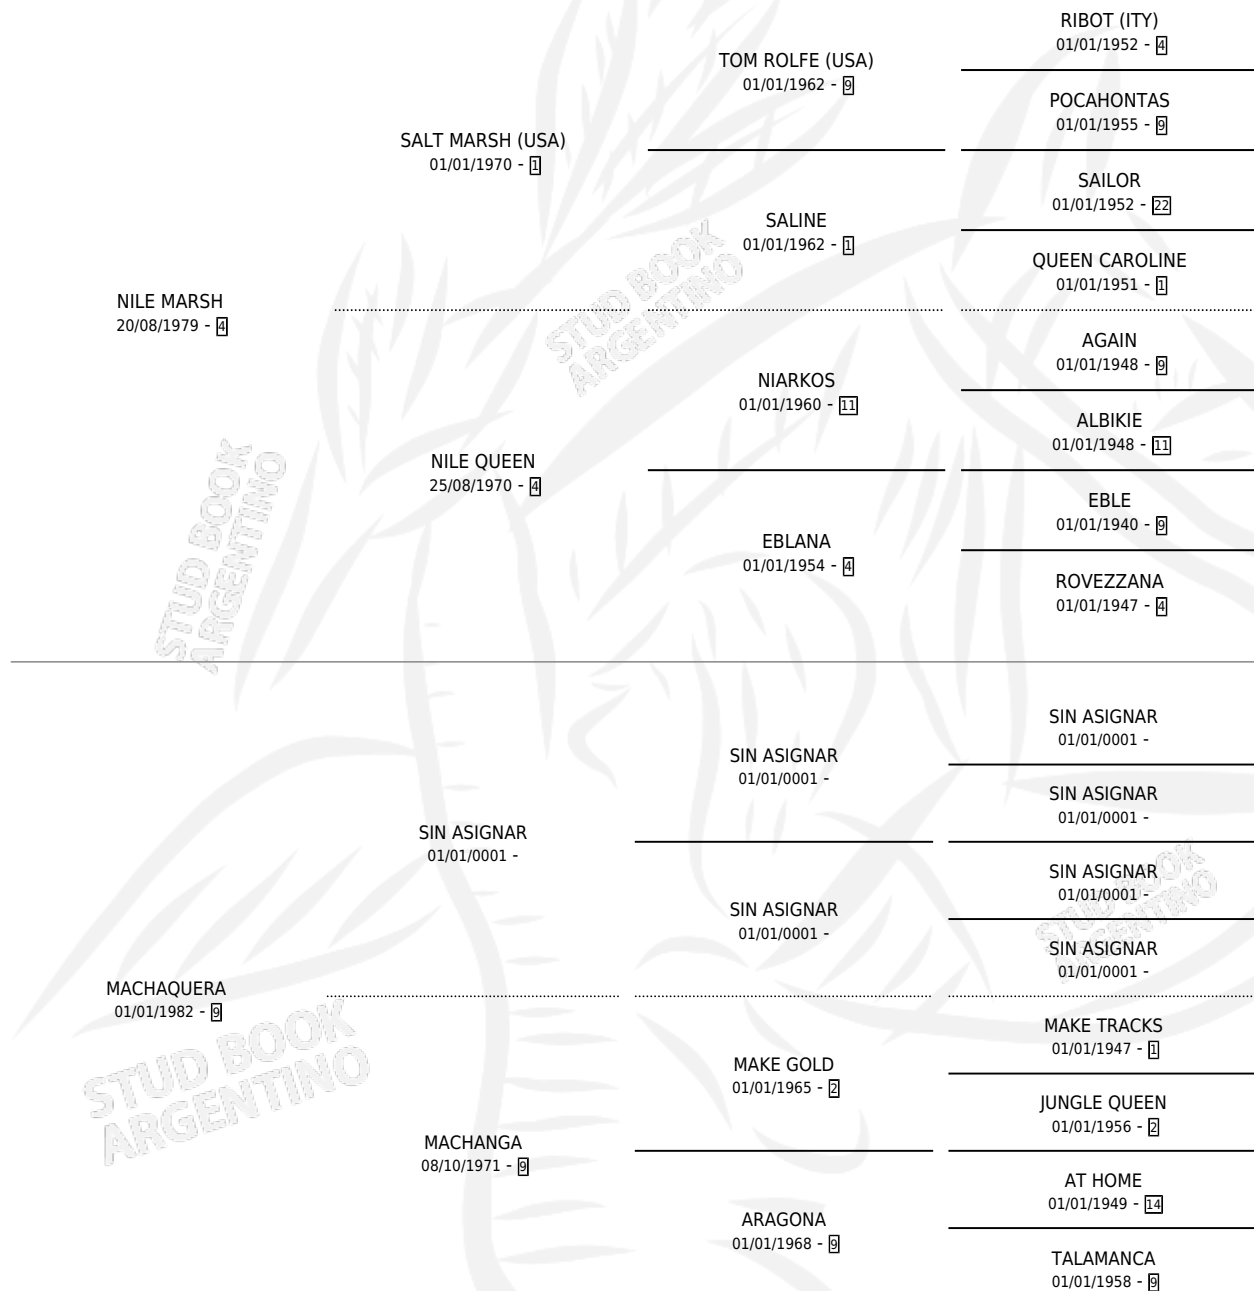 RIBOT (ITY)
01/01/1952 - 4
TOM ROLFE (USA)
01/01/1962 - 9
POCAHONTAS
01/01/1955 - 9
SALT MARSH (USA)
01/01/1970 - 1
SAILOR
01/01/1952 - 22
SALINE
01/01/1962 - 1
QUEEN CAROLINE
01/01/1951 - 1
NILE MARSH
20/08/1979 - 4
AGAIN
01/01/1948 - 9
NIARKOS
01/01/1960 - 11
ALBIKIE
01/01/1948 - 11
NILE QUEEN
25/08/1970 - 4
EBLE
01/01/1940 - 9
EBLANA
01/01/1954 - 4
ROVEZZANA
01/01/1947 - 4
SIN ASIGNAR
01/01/0001 -
SIN ASIGNAR
01/01/0001 -
SIN ASIGNAR
01/01/0001 -
SIN ASIGNAR
01/01/0001 -
SIN ASIGNAR
01/01/0001 -
SIN ASIGNAR
01/01/0001 -
SIN ASIGNAR
01/01/0001 -
MACHAQUERA
01/01/1982 - 9
MAKE TRACKS
01/01/1947 - 1
MAKE GOLD
01/01/1965 - 2
JUNGLE QUEEN
01/01/1956 - 2
MACHANGA
08/10/1971 - 9
AT HOME
01/01/1949 - 14
ARAGONA
01/01/1968 - 9
TALAMANCA
01/01/1958 - 9
STUD BOOK
ARGENTINO
STUD BOOK
ARGENTINO
STUD BOOK
ARGENTINO
STUD BOOK
ARGENTINO